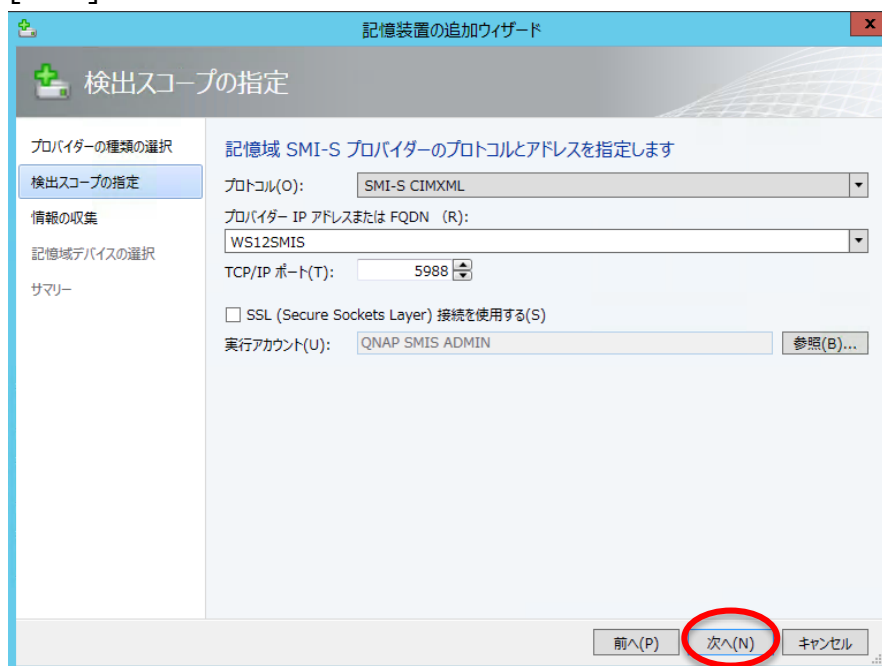 記憶装置の追加ウィザード
x
検出スコープの指定
プロバイダーの種類の選択
検出スコープの指定
情報の収集
記憶域デバイスの選択
サマリー
記憶域 SMI-S プロバイダーのプロトコルとアドレスを指定します
プロトコル(O): SMI-S CIMXML
プロバイダー IP アドレスまたは FQDN (R):
WS12SMIS
TCP/IP ポート(T): 5988
SSL (Secure Sockets Layer) 接続を使用する(S)
実行アカウント(U): QNAP SMIS ADMIN 参照(B)...
前へ(P) 次へ(N) キャンセル